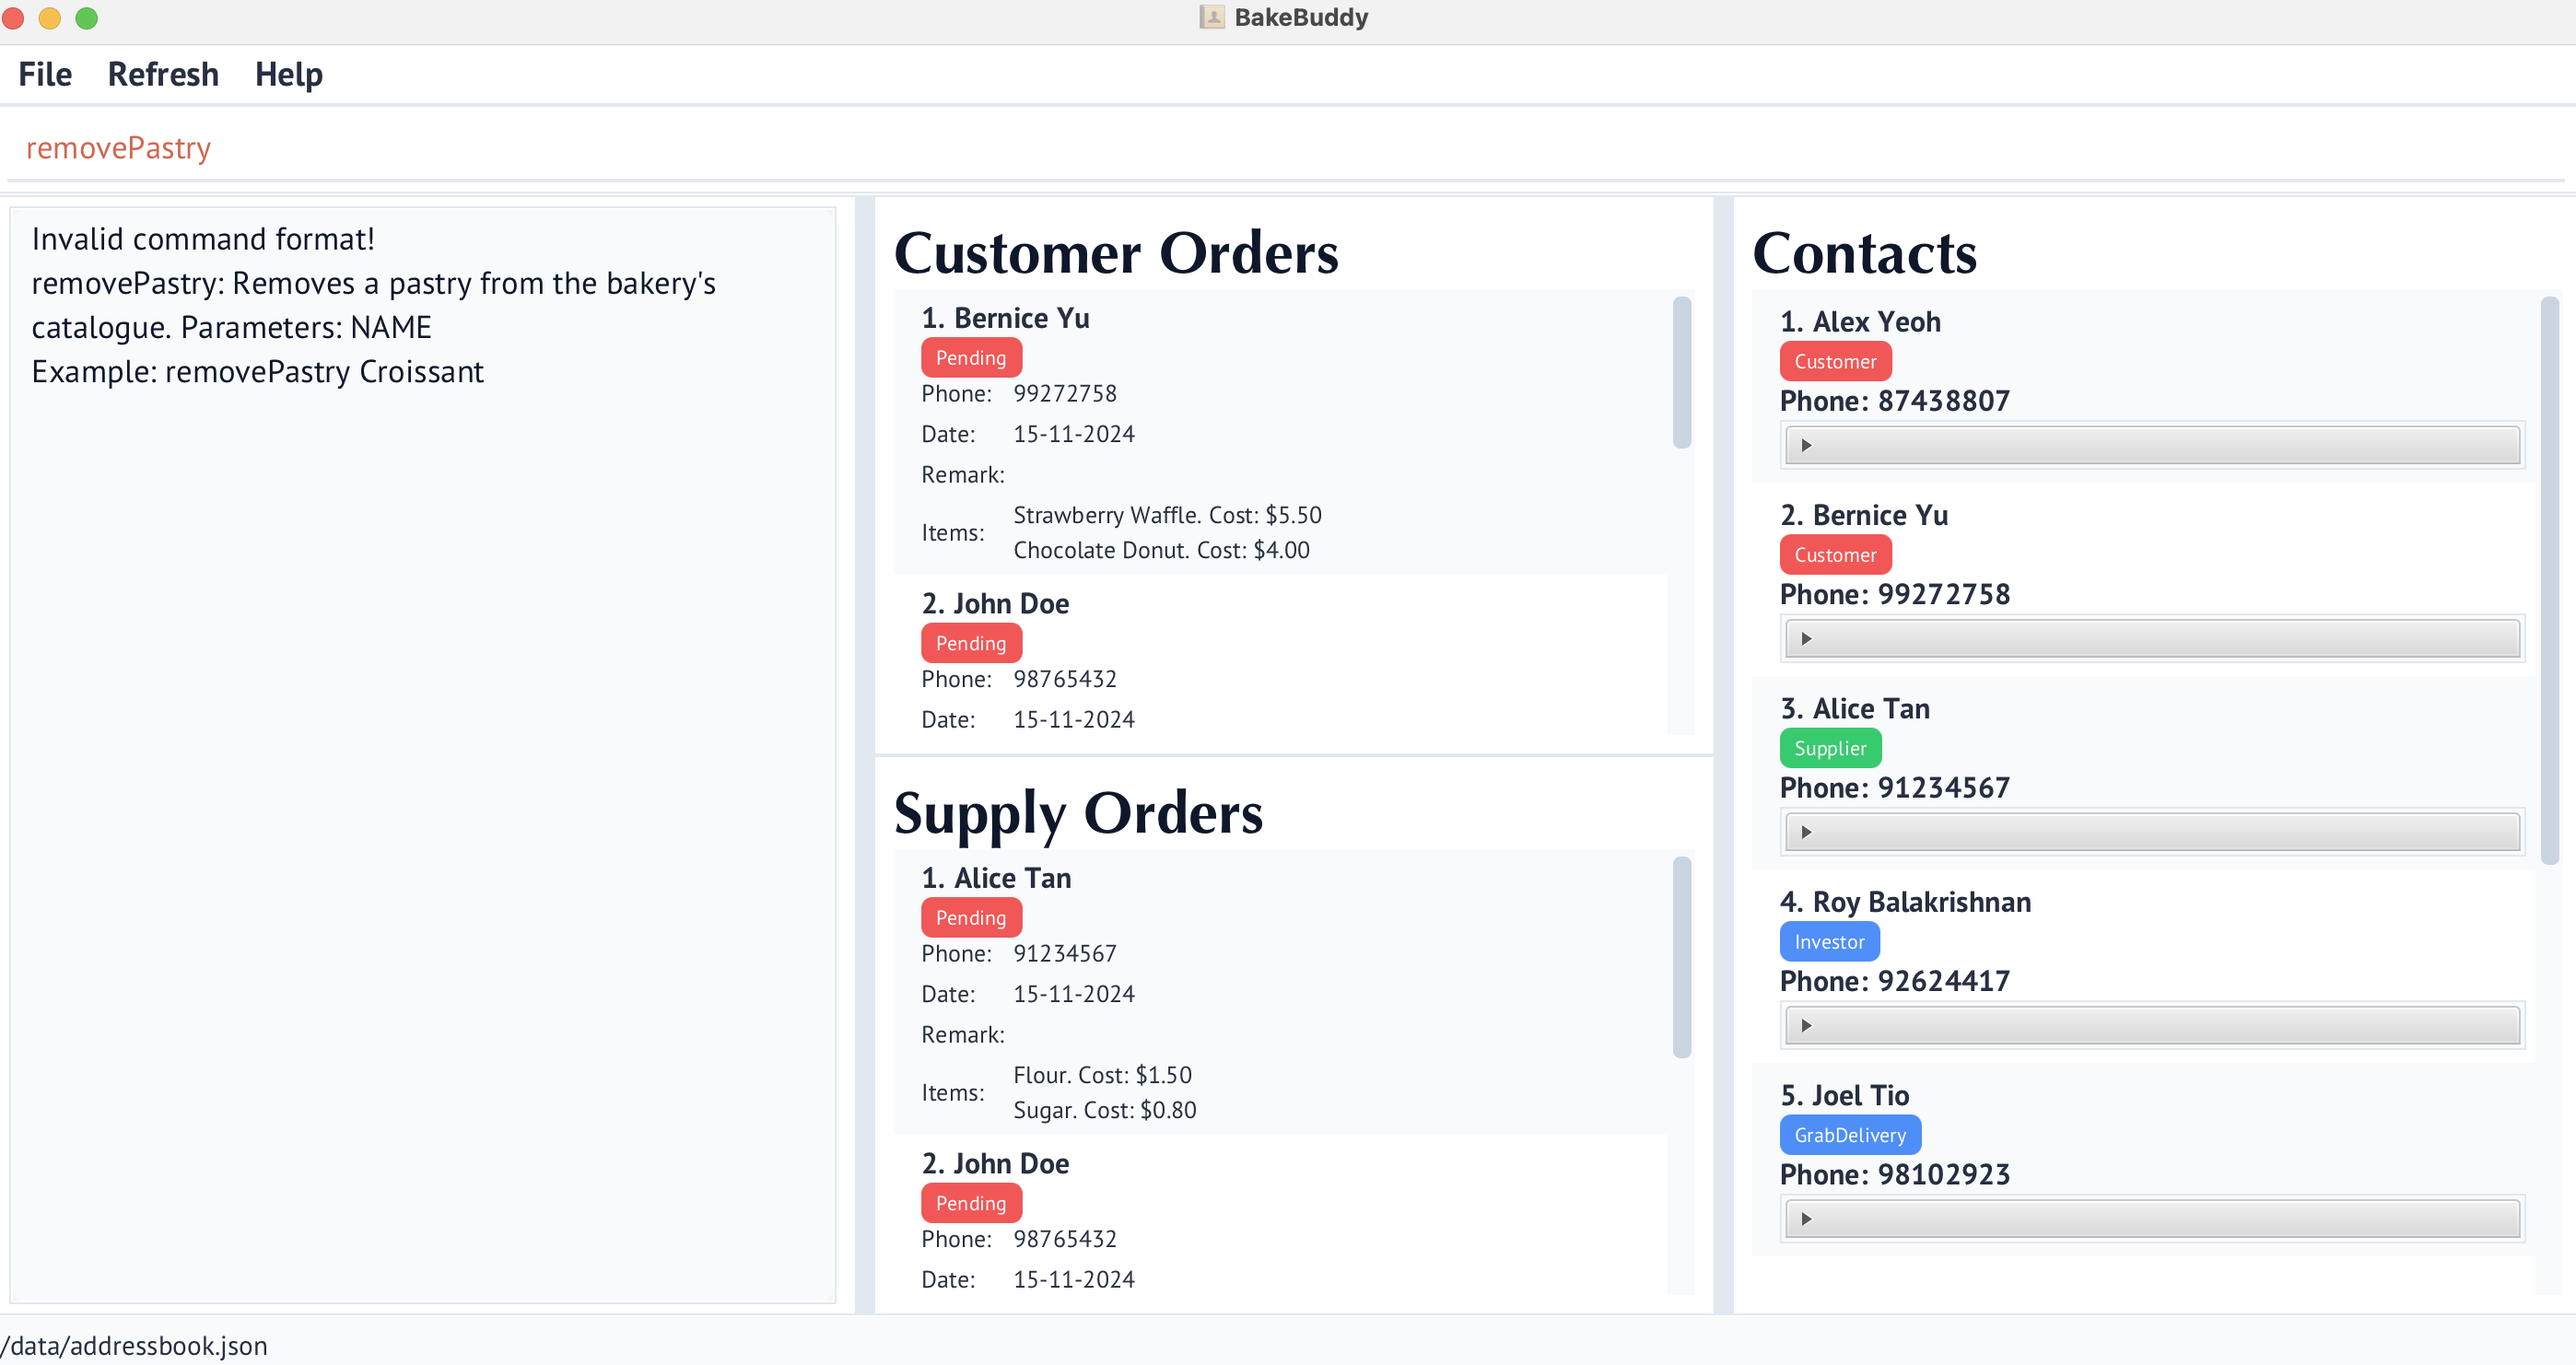 BakeBuddy
File Refresh Help
removePastry
Invalid command format!
removePastry: Removes a pastry from the bakery's
catalogue. Parameters: NAME
Example: removePastry Croissant
Customer Orders
1. Bernice Yu
Pending
Phone: 99272758
Date: 15-11-2024
Remark:
Items: Strawberry Waffle. Cost: $5.50
Chocolate Donut. Cost: $4.00
2. John Doe
Pending
Phone: 98765432
Date: 15-11-2024
Supply Orders
1. Alice Tan
Pending
Phone: 91234567
Date: 15-11-2024
Remark:
Items: Flour. Cost: $1.50
Sugar. Cost: $0.80
2. John Doe
Pending
Phone: 98765432
Date: 15-11-2024
Contacts
1. Alex Yeoh
Customer
Phone: 87438807
2. Bernice Yu
Customer
Phone: 99272758
3. Alice Tan
Supplier
Phone: 91234567
4. Roy Balakrishnan
Investor
Phone: 92624417
5. Joel Tio
GrabDelivery
Phone: 98102923
/data/addressbook.json